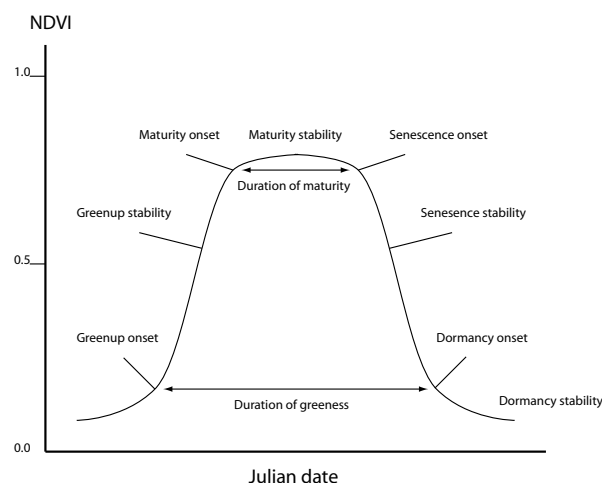 NDVI
1.0
Maturity onset
Maturity stability
Senescence onset
Duration of maturity
Greenup stability
Senesence stability
0.5
Greenup onset
Dormancy onset
Duration of greeness
Dormancy stability
0.0
Julian date